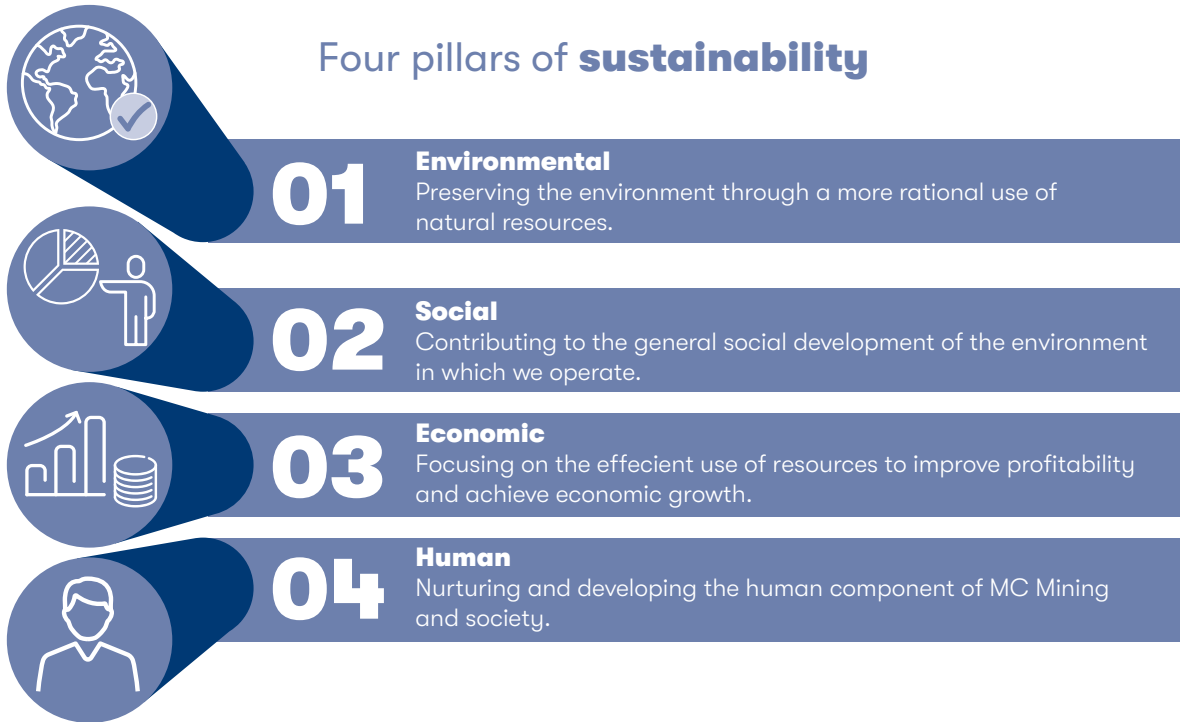 Four pillars of sustainability
01
Environmental
Preserving the environment through a more rational use of
natural resources.
02
Social
Contributing to the general social development of the environment
in which we operate.
03
Economic
Focusing on the effecient use of resources to improve profitability
and achieve economic growth.
04
Human
Nurturing and developing the human component of MC Mining
and society.